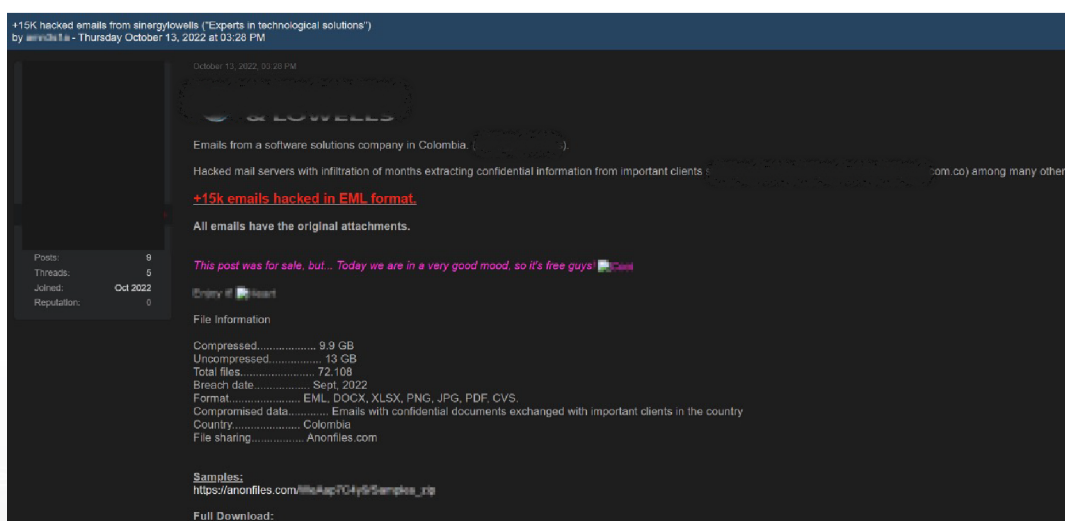 +15K hacked emails from sinergylowells ("Experts in technological solutions")
by - Thursday October 13, 2022 at 03:28 PM
October 13, 2022, 03:28 PM
& LOWELLS
Emails from a software solutions company in Colombia. ( ).
Hacked mail servers with infiltration of months extracting confidential information from important clients om.co) among many other
+15k emails hacked in EML format.
All emails have the original attachments.
Posts: 9
Threads: 5
Joined: Oct 2022
Reputation: 0
This post was for sale, but... Today we are in a very good mood, so it's free guys! Cool
Enjoy it Heart
File Information
Compressed................... 9.9 GB
Uncompressed................. 13 GB
Total files........................ 72.108
Breach date.................. Sept, 2022
Format....................... EML, DOCX, XLSX, PNG, JPG, PDF, CVS.
Compromised data............. Emails with confidential documents exchanged with important clients in the country
Country...................... Colombia
File sharing................. Anonfiles.com
Samples:
https://anonfiles.com/
Full Download: